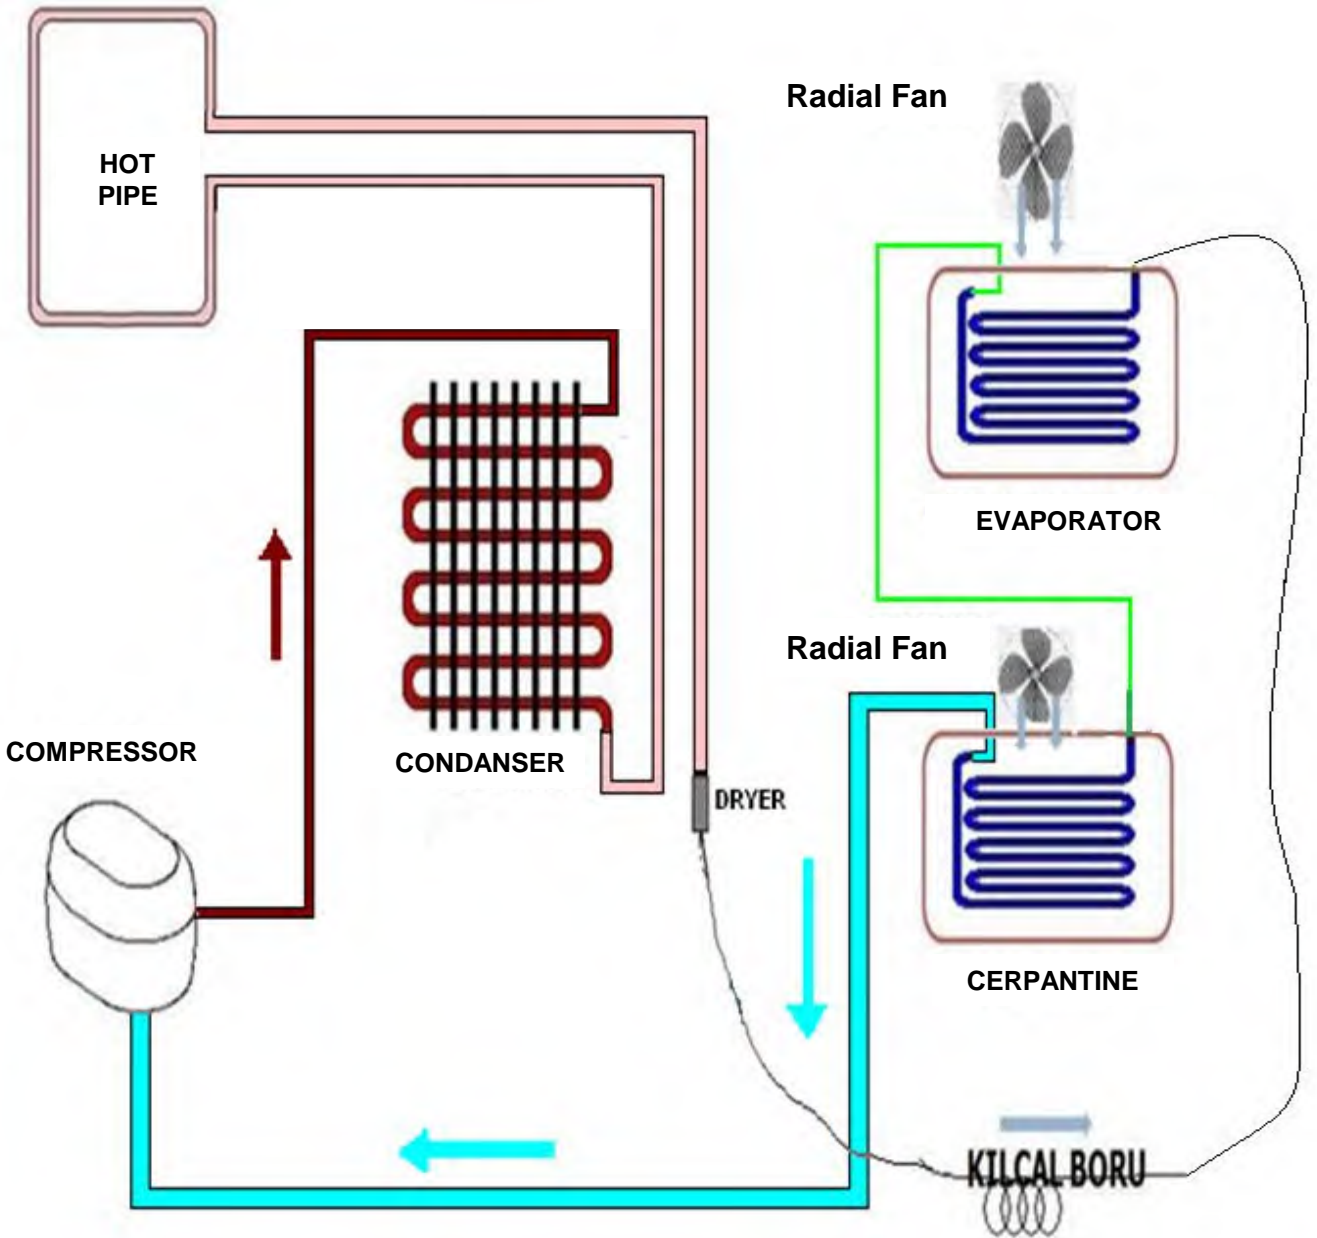 Radial Fan
HOT
PIPE
EVAPORATOR
Radial Fan
COMPRESSOR
CONDANSER
DRYER
CERPANTINE
KILCAL BORU